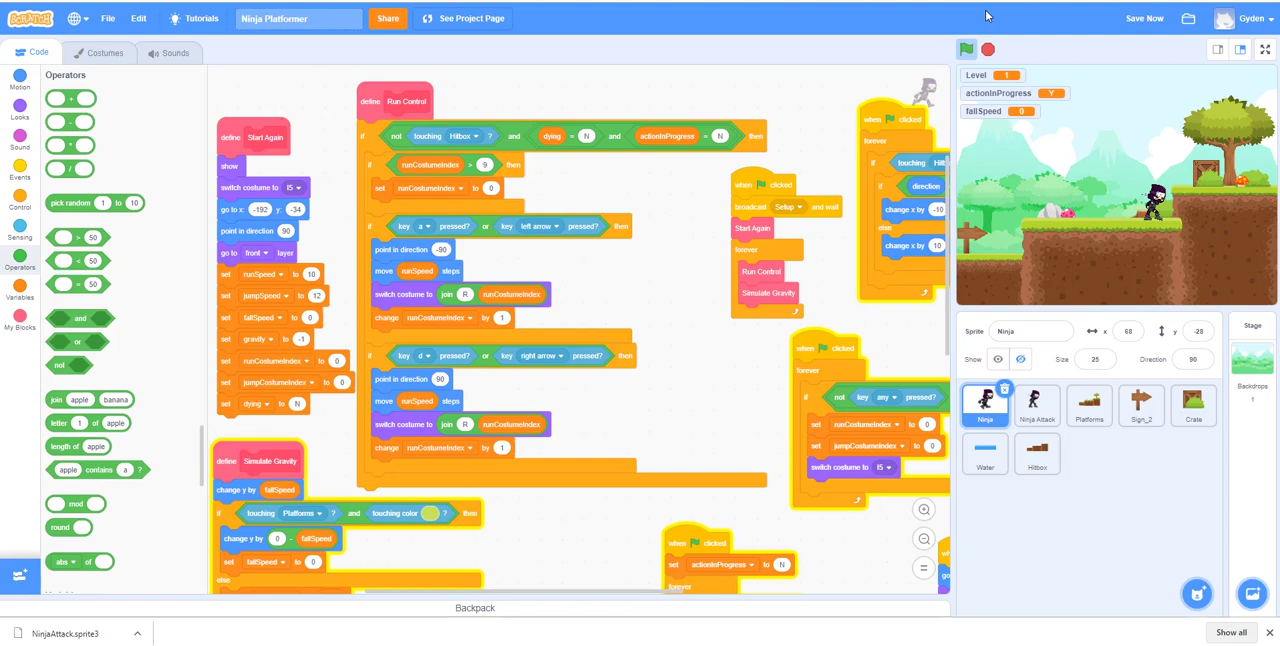 SCRATCH File Edit Tutorials Ninja Platformer Share See Project Page Save Now Gyden
Code Costumes Sounds
Motion
Looks
Sound
Events
Control
Sensing
Operators
Variables
My Blocks
Operators
+
-
*
/
pick random 1 to 10
> 50
< 50
= 50
and
or
not
join apple banana
letter 1 of apple
length of apple
apple contains a ?
mod
round
abs of
define Start Again
show
switch costume to I5
go to x: -192 y: -34
point in direction 90
go to front layer
set runSpeed to 10
set jumpSpeed to 12
set fallSpeed to 0
set gravity to -1
set runCostumeIndex to 0
set jumpCostumeIndex to 0
set dying to N
define Simulate Gravity
change y by fallSpeed
if touching Platforms ? and touching color ? then
change y by 0 - fallSpeed
set fallSpeed to 0
else
define Run Control
if not touching Hitbox ? and dying = N and actionInProgress = N then
if runCostumeIndex > 9 then
set runCostumeIndex to 0
if key a pressed? or key left arrow pressed? then
point in direction -90
move runSpeed steps
switch costume to join R runCostumeIndex
change runCostumeIndex by 1
if key d pressed? or key right arrow pressed? then
point in direction 90
move runSpeed steps
switch costume to join R runCostumeIndex
change runCostumeIndex by 1
when clicked
broadcast Setup and wait
Start Again
forever
Run Control
Simulate Gravity
when clicked
forever
if touching
if direction
change x by -10
else
change x by 10
when clicked
forever
if not key any pressed?
set runCostumeIndex to 0
set jumpCostumeIndex to 0
switch costume to I5
when clicked
set actionInProgress to N
forever
Level 1
actionInProgress Y
fallSpeed 0
Sprite Ninja x 68 y -28
Show Size 25 Direction 90
Ninja
Ninja Attack
Platforms
Sign_2
Crate
Water
Hitbox
Stage
Backdrops
1
Backpack
NinjaAttack.sprite3
Show all